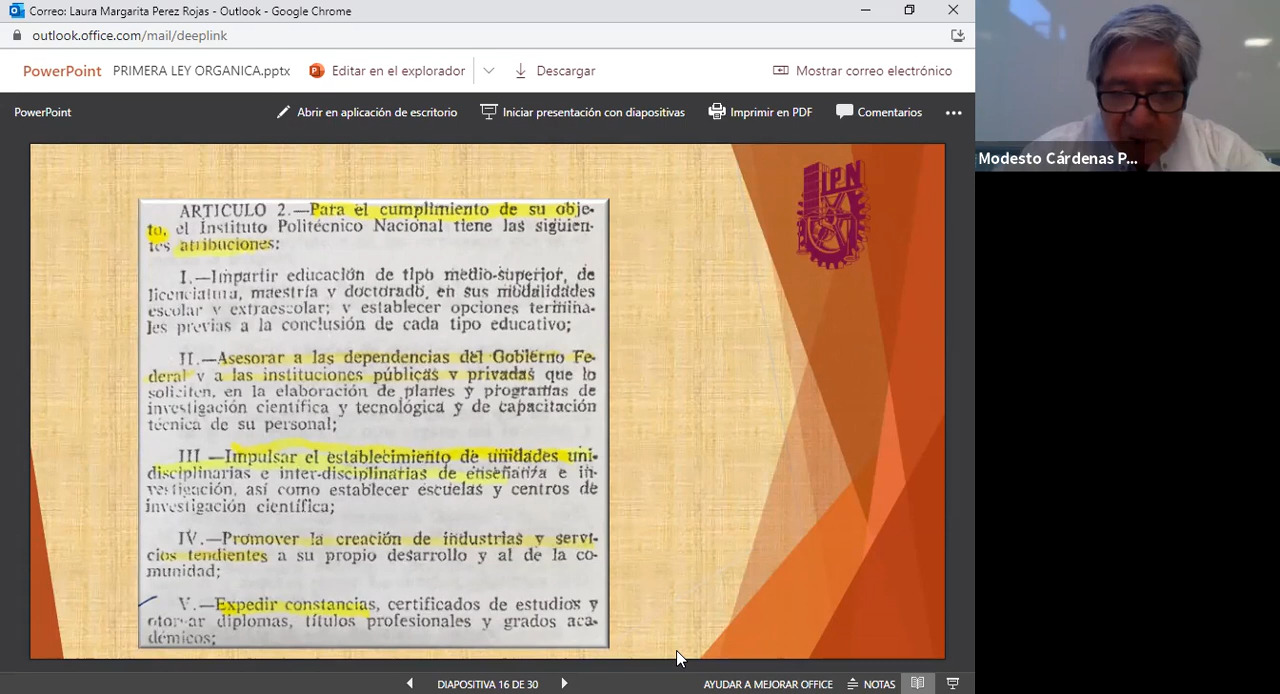 Correo: Laura Margarita Perez Rojas - Outlook - Google Chrome
outlook.office.com/mail/deeplink
PowerPoint PRIMERA LEY ORGANICA.pptx Editar en el explorador Descargar Mostrar correo electrónico
PowerPoint Abrir en aplicación de escritorio Iniciar presentación con diapositivas Imprimir en PDF Comentarios
Modesto Cárdenas P...
IPN
ARTICULO 2.—Para el cumplimiento de su obje-
to, el Instituto Politécnico Nacional tiene las siguien-
tes atribuciones:
I.—Impartir educación de tipo medio-superior, de
licenciatura, maestría y doctorado, en sus modalidades
escolar y extraescolar; y establecer opciones termina-
les previas a la conclusión de cada tipo educativo;
II.—Asesorar a las dependencias del Gobierno Fe-
deral y a las instituciones públicas y privadas que lo
soliciten, en la elaboración de planes y programas de
investigación científica y tecnológica y de capacitación
técnica de su personal;
III —Impulsar el establecimiento de unidades uni-
disciplinarias e inter-disciplinarias de enseñanza e in-
vestigación, así como establecer escuelas y centros de
investigación científica;
IV.—Promover la creación de industrias y servi-
cios tendientes a su propio desarrollo y al de la co-
munidad;
V.—Expedir constancias, certificados de estudios y
otorgar diplomas, títulos profesionales y grados aca-
démicos;
DIAPOSITIVA 16 DE 30 AYUDAR A MEJORAR OFFICE NOTAS